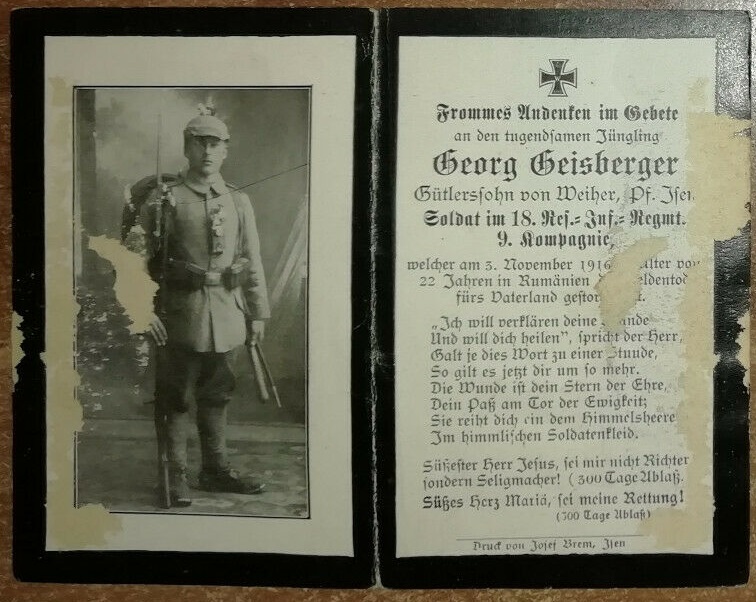 Frommes Andenken im Gebete
an den tugendsamen Jüngling
Georg Geisberger
Gütlerssohn von Weiher, Pf. Isen
Soldat im 18. Res.-Inf.-Regmt.
9. Kompagnie,
welcher am 3. November 1916 Alter von
22 Jahren in Rumänien Heldentod
fürs Vaterland
„Ich will verklären deine Wunde
Und will dich heilen", spricht der Herr,
Galt je dies Wort zu einer Stunde,
So gilt es jetzt dir um so mehr.
Die Wunde ist dein Stern der Ehre,
Dein Paß am Tor der Ewigkeit;
Sie reiht dich ein dem Himmelsheere
Im himmlischen Soldatenkleid.
Süßester Herr Jesus, sei mir nicht Richter
sondern Seligmacher! (300 Tage Ablaß.
Süßes Herz Mariä, sei meine Rettung!
(300 Tage Ablaß)
Druck von Josef Brem, Isen